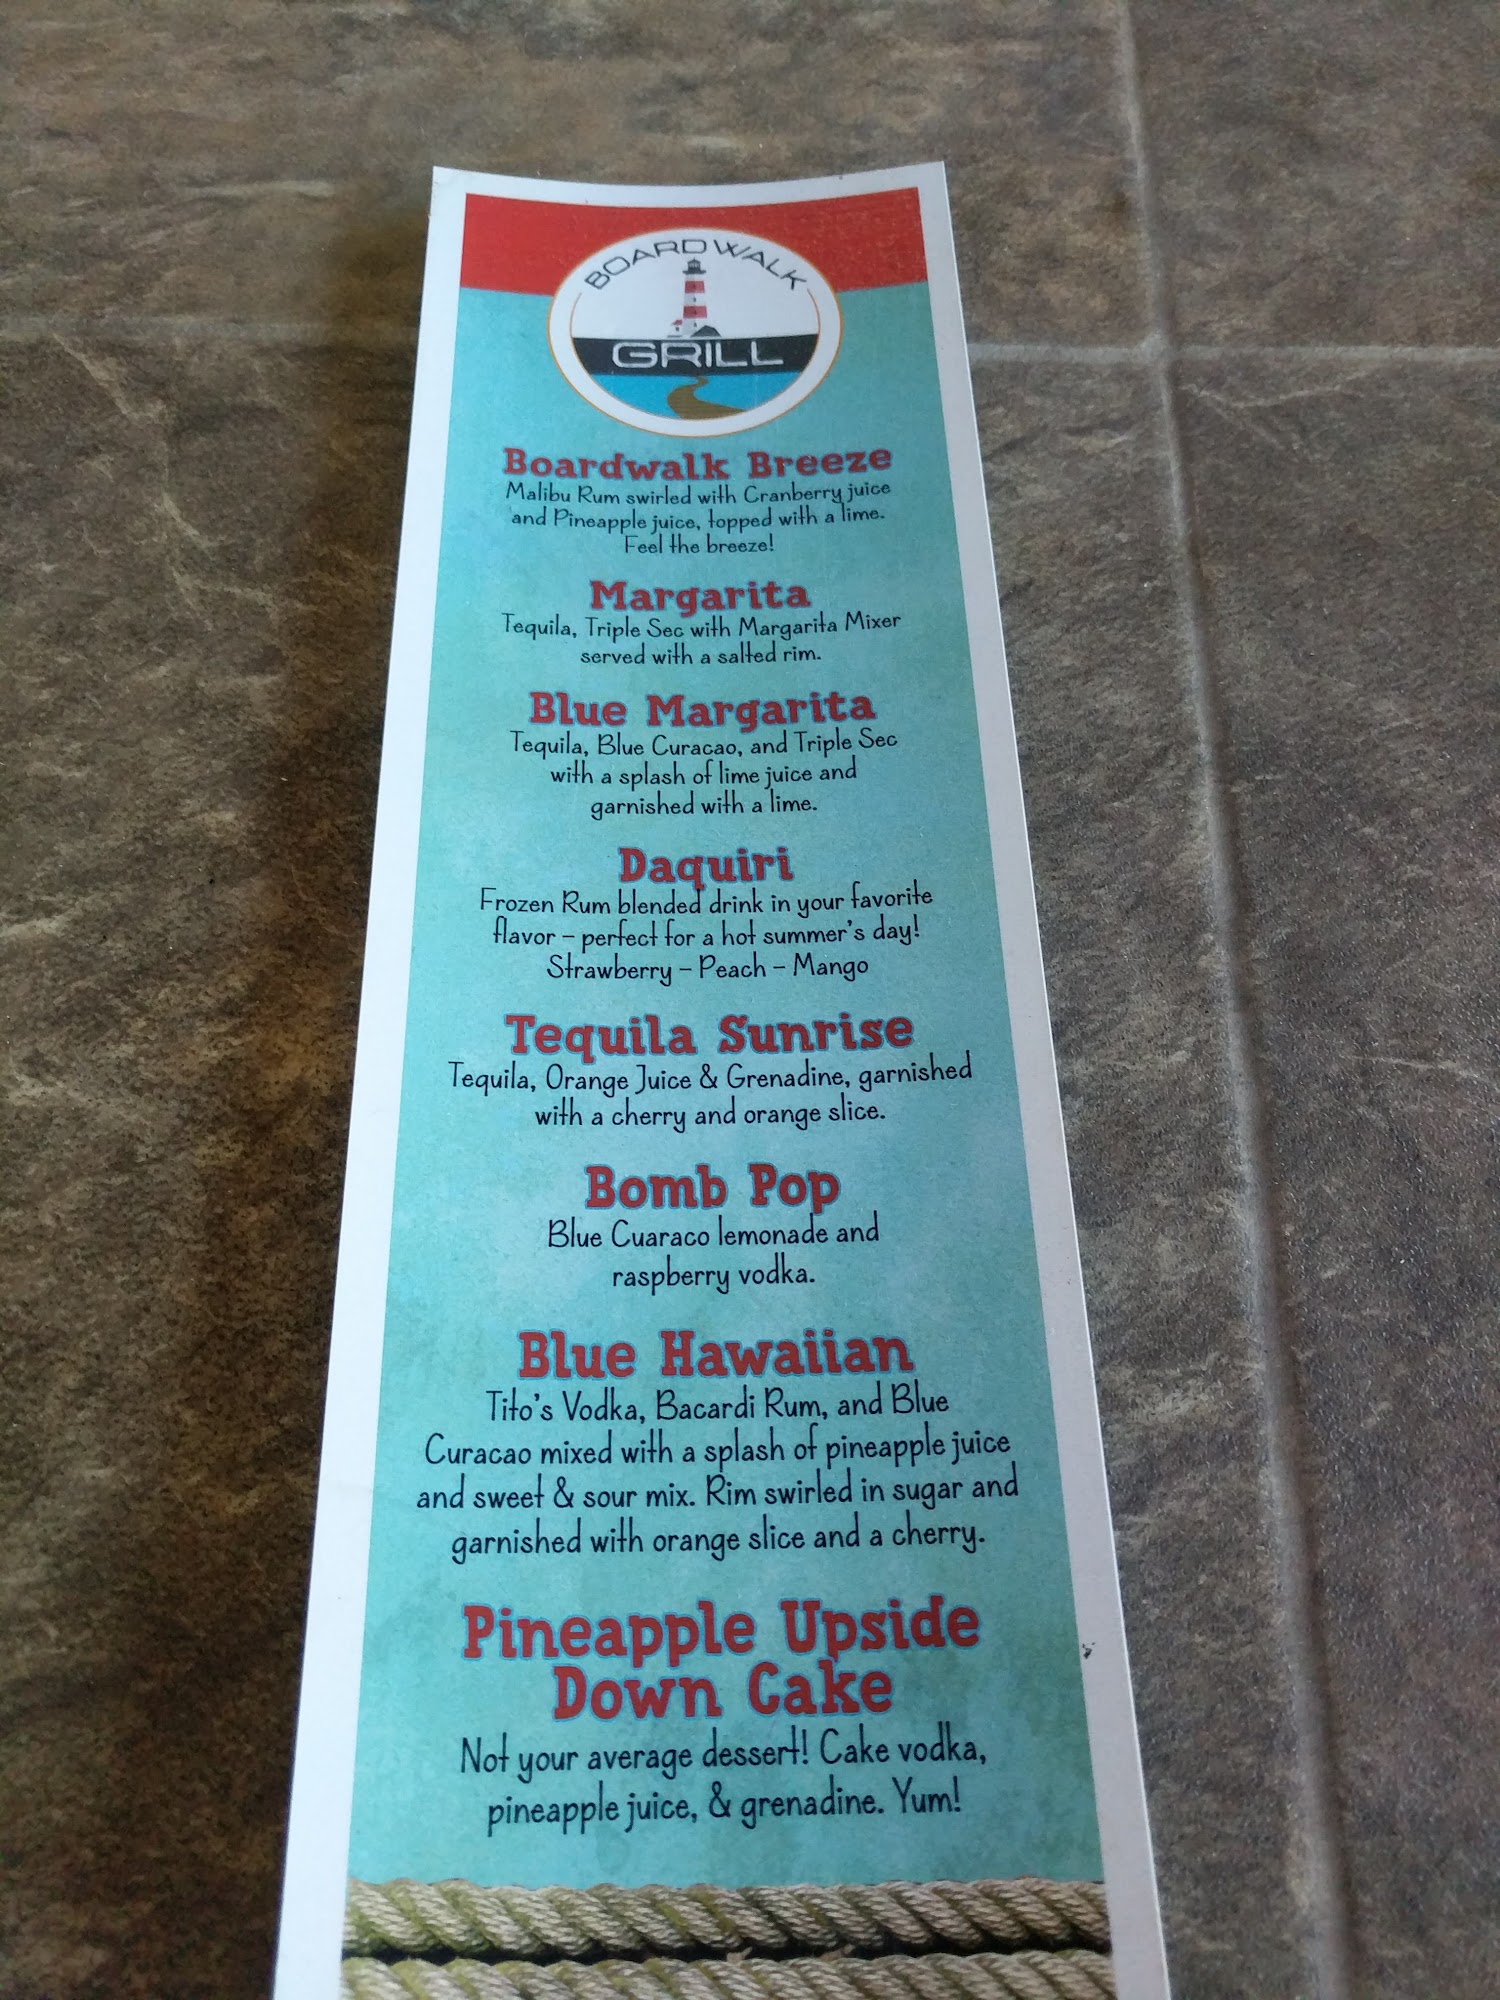 BOARDWALK
GRILL
Boardwalk Breeze
Malibu Rum swirled with Cranberry juice
and Pineapple juice, topped with a lime.
Feel the breeze!
Margarita
Tequila, Triple Sec with Margarita Mixer
served with a salted rim.
Blue Margarita
Tequila, Blue Curacao, and Triple Sec
with a splash of lime juice and
garnished with a lime.
Daquiri
Frozen Rum blended drink in your favorite
flavor – perfect for a hot summer's day!
Strawberry – Peach – Mango
Tequila Sunrise
Tequila, Orange Juice & Grenadine, garnished
with a cherry and orange slice.
Bomb Pop
Blue Cuaraco lemonade and
raspberry vodka.
Blue Hawaiian
Tito's Vodka, Bacardi Rum, and Blue
Curacao mixed with a splash of pineapple juice
and sweet & sour mix. Rim swirled in sugar and
garnished with orange slice and a cherry.
Pineapple Upside
Down Cake
Not your average dessert! Cake vodka,
pineapple juice, & grenadine. Yum!